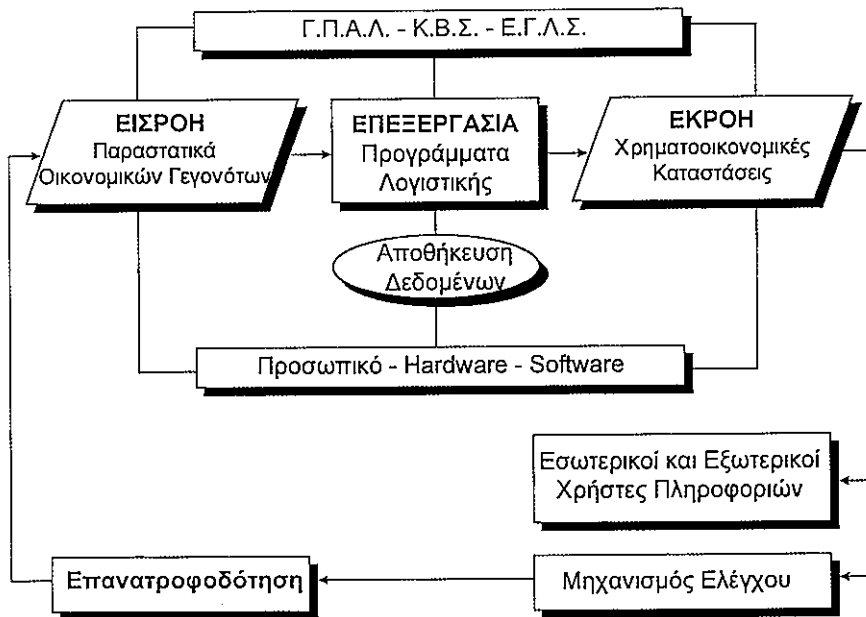 Γ.Π.Α.Λ. - Κ.Β.Σ. - Ε.Γ.Λ.Σ.
ΕΙΣΡΟΗ
Παραστατικά
Οικονομικών Γεγονότων
ΕΠΕΞΕΡΓΑΣΙΑ
Προγράμματα
Λογιστικής
ΕΚΡΟΗ
Χρηματοοικονομικές
Καταστάσεις
Αποθήκευση
Δεδομένων
Προσωπικό - Hardware - Software
Εσωτερικοί και Εξωτερικοί
Χρήστες Πληροφοριών
Επανατροφοδότηση
Μηχανισμός Ελέγχου